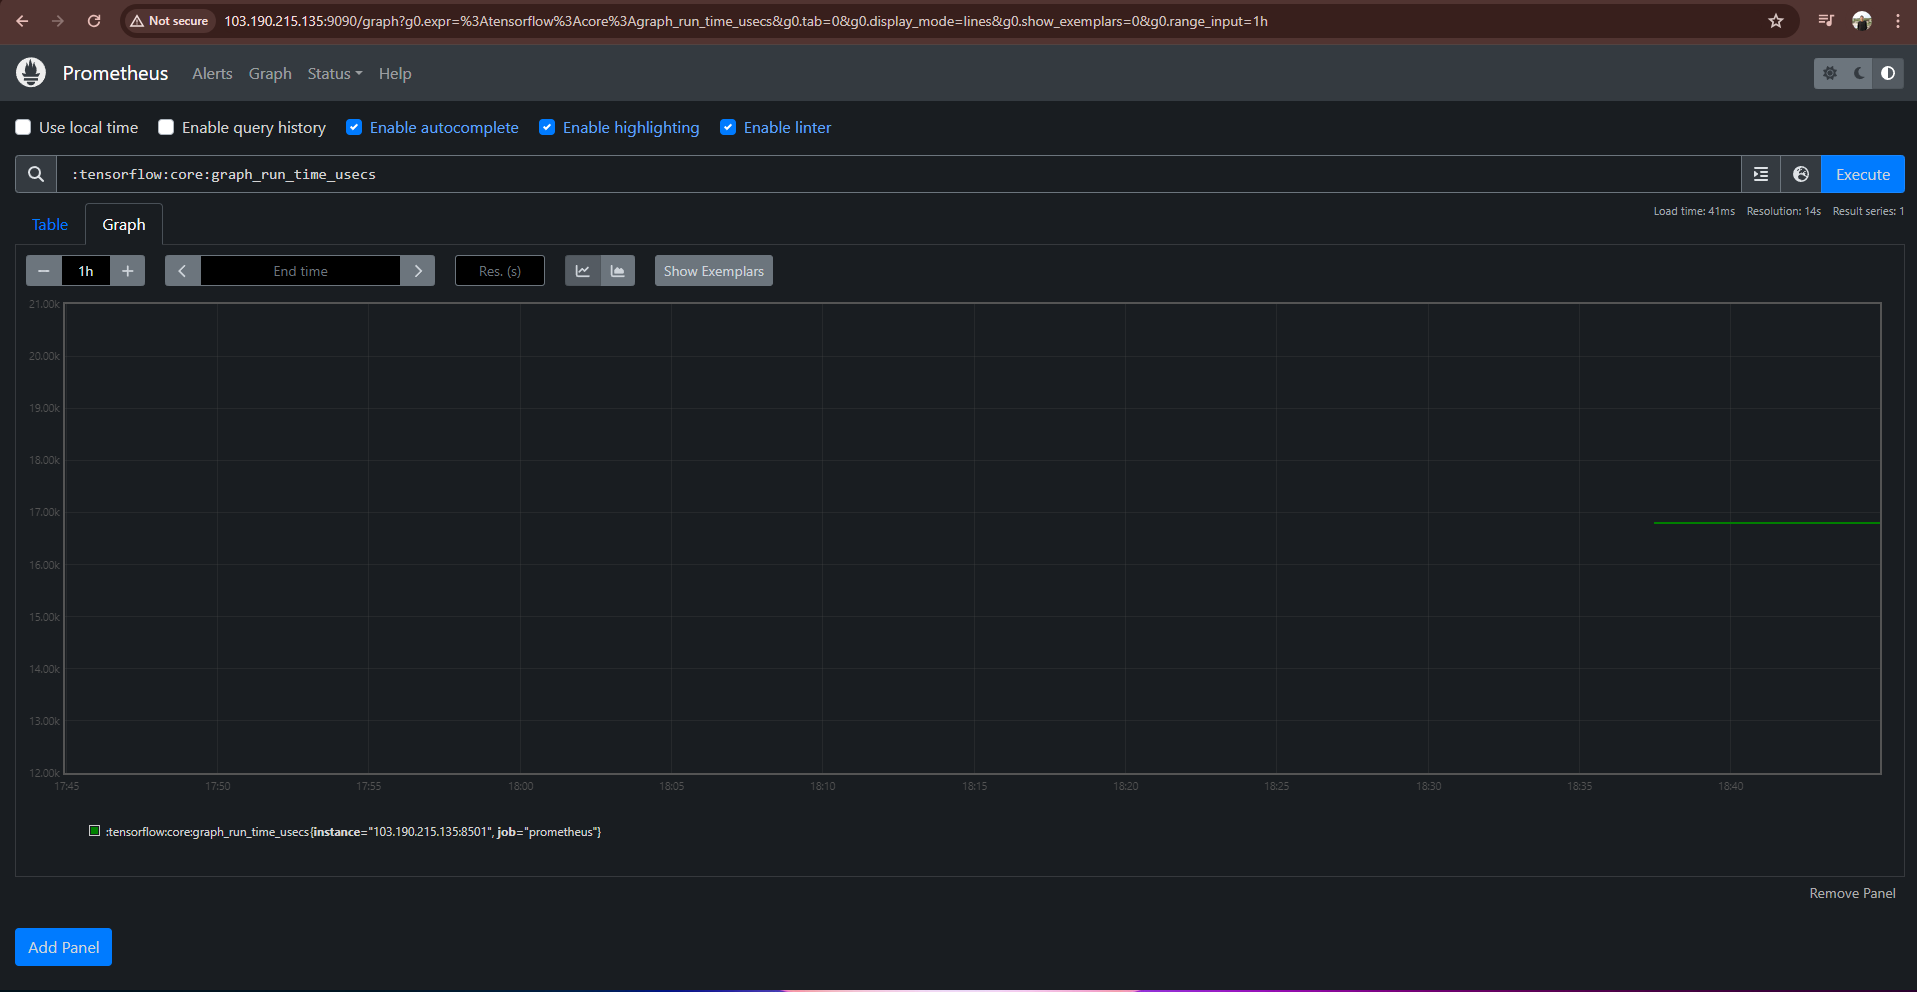 Not secure 103.190.215.135:9090/graph?g0.expr=%3Atensorflow%3Acore%3Agraph_run_time_usecs&g0.tab=0&g0.display_mode=lines&g0.show_exemplars=0&g0.range_input=1h
Prometheus Alerts Graph Status Help
Use local time Enable query history Enable autocomplete Enable highlighting Enable linter
:tensorflow:core:graph_run_time_usecs Execute
Load time: 41ms Resolution: 14s Result series: 1
Table Graph
1h End time Res. (s) Show Exemplars
21.00k
20.00k
19.00k
18.00k
17.00k
16.00k
15.00k
14.00k
13.00k
12.00k
17:45 17:50 17:55 18:00 18:05 18:10 18:15 18:20 18:25 18:30 18:35 18:40
:tensorflow:core:graph_run_time_usecs{instance="103.190.215.135:8501", job="prometheus"}
Remove Panel
Add Panel